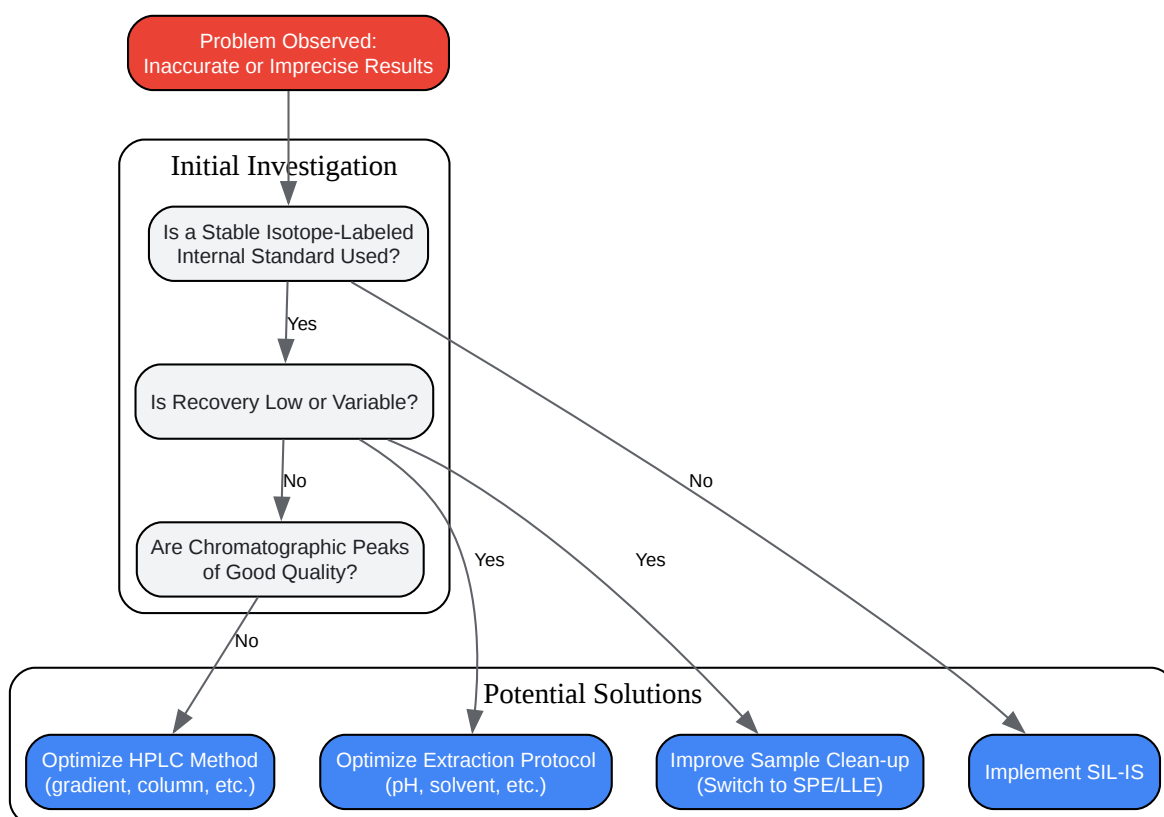 Problem Observed:
Inaccurate or Imprecise Results
Initial Investigation
Is a Stable Isotope-Labeled
Internal Standard Used?
Yes
Is Recovery Low or Variable?
No
No
Are Chromatographic Peaks
of Good Quality?
Yes
Yes
No
Potential Solutions
Optimize HPLC Method
(gradient, column, etc.)
Optimize Extraction Protocol
(pH, solvent, etc.)
Improve Sample Clean-up
(Switch to SPE/LLE)
Implement SIL-IS